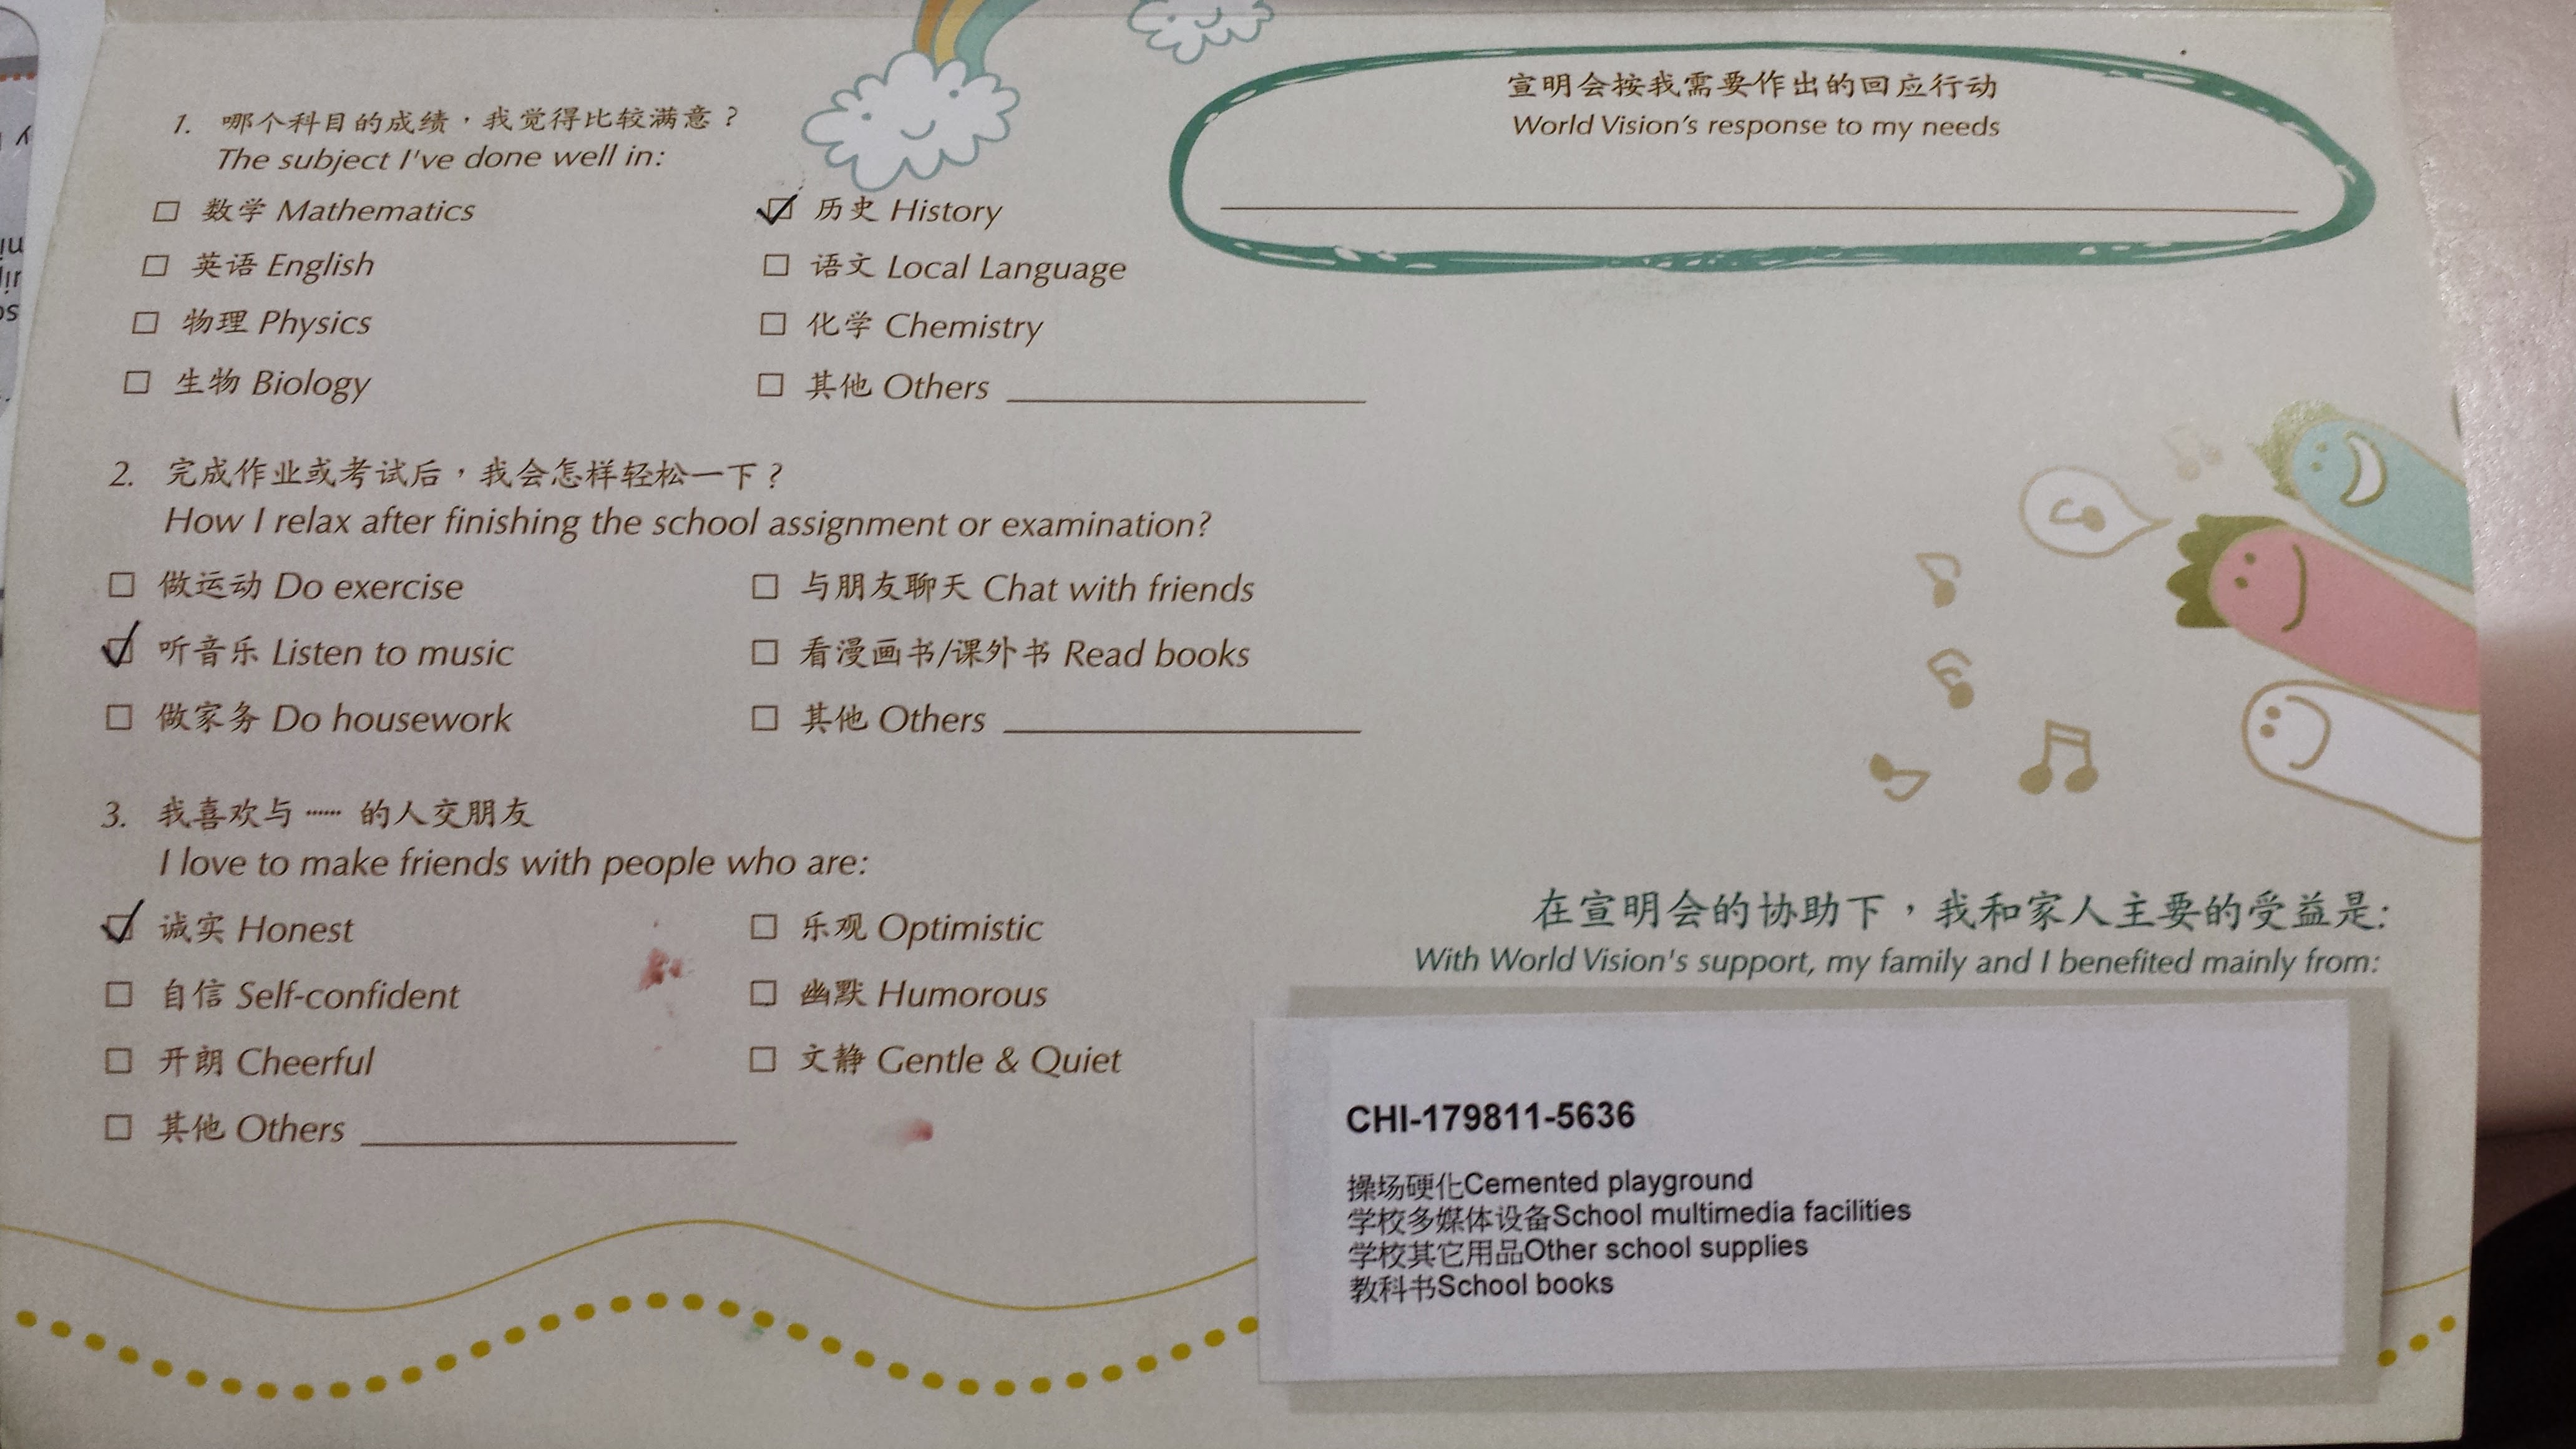 1. 哪个科目的成绩，我觉得比较满意？
The subject I've done well in:
数学 Mathematics
历史 History
英语 English
语文 Local Language
物理 Physics
化学 Chemistry
生物 Biology
其他 Others
2. 完成作业或考试后，我会怎样轻松一下？
How I relax after finishing the school assignment or examination?
做运动 Do exercise
与朋友聊天 Chat with friends
听音乐 Listen to music
看漫画书/课外书 Read books
做家务 Do housework
其他 Others
3. 我喜欢与 …… 的人交朋友
I love to make friends with people who are:
诚实 Honest
乐观 Optimistic
自信 Self-confident
幽默 Humorous
开朗 Cheerful
文静 Gentle & Quiet
其他 Others
宣明会按我需要作出的回应行动
World Vision's response to my needs
在宣明会的协助下，我和家人主要的受益是:
With World Vision's support, my family and I benefited mainly from:
CHI-179811-5636
操场硬化Cemented playground
学校多媒体设备School multimedia facilities
学校其它用品Other school supplies
教科书School books